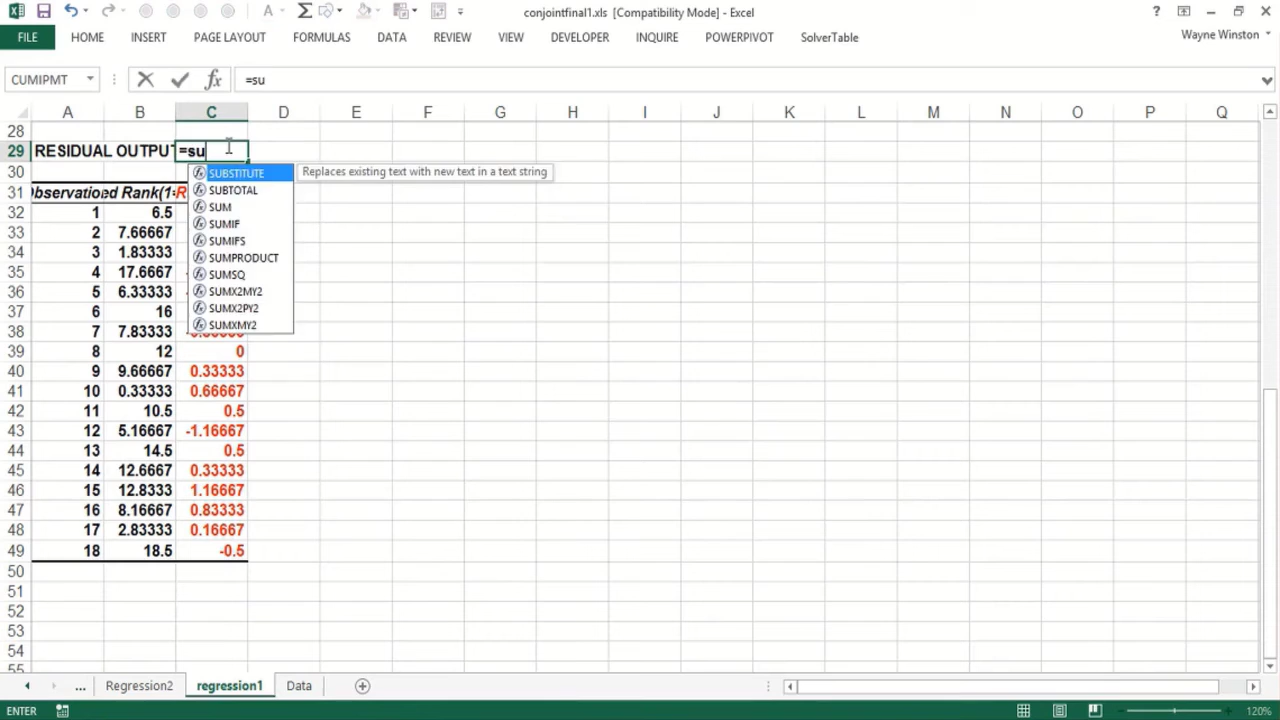 conjointfinal1.xls [Compatibility Mode] - Excel
FILE HOME INSERT PAGE LAYOUT FORMULAS DATA REVIEW VIEW DEVELOPER INQUIRE POWERPIVOT SolverTable Wayne Winston
CUMIPMT =su
A B C D E F G H I J K L M N O P Q
28
29 RESIDUAL OUTPUT =su
30 SUBSTITUTE Replaces existing text with new text in a text string
SUBTOTAL
31 Rank(1=R
SUM
32 1 6.5
SUMIF
33 2 7.66667
SUMIFS
34 3 1.83333
SUMPRODUCT
35 4 17.6667
SUMSQ
36 5 6.33333
SUMX2MY2
37 6 16
SUMX2PY2
38 7 7.83333
SUMXMY2
39 8 12 0
40 9 9.66667 0.33333
41 10 0.33333 0.66667
42 11 10.5 0.5
43 12 5.16667 -1.16667
44 13 14.5 0.5
45 14 12.6667 0.33333
46 15 12.8333 1.16667
47 16 8.16667 0.83333
48 17 2.83333 0.16667
49 18 18.5 -0.5
50
51
52
53
54
55
... Regression2 regression1 Data
ENTER 120%